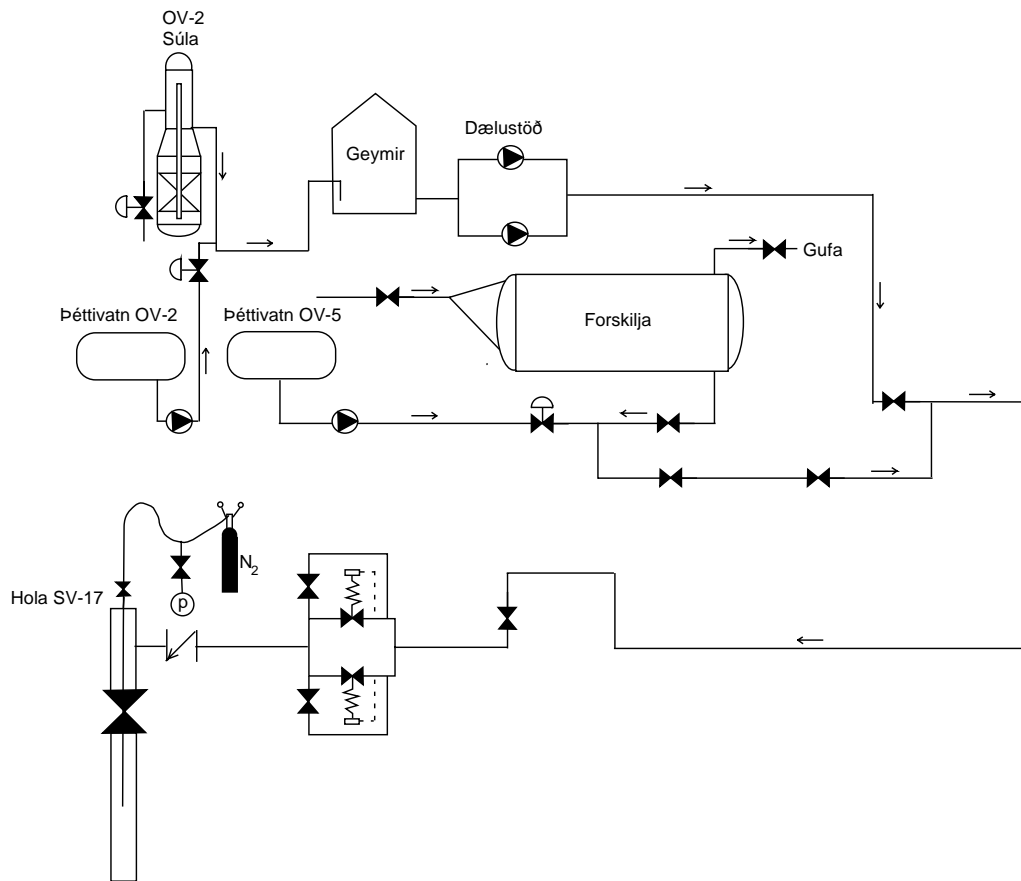 OV-2
Súla
Geymir
Dælustöð
Gufa
Þéttivatn OV-2
Þéttivatn OV-5
Forskilja
N2
Hola SV-17
p